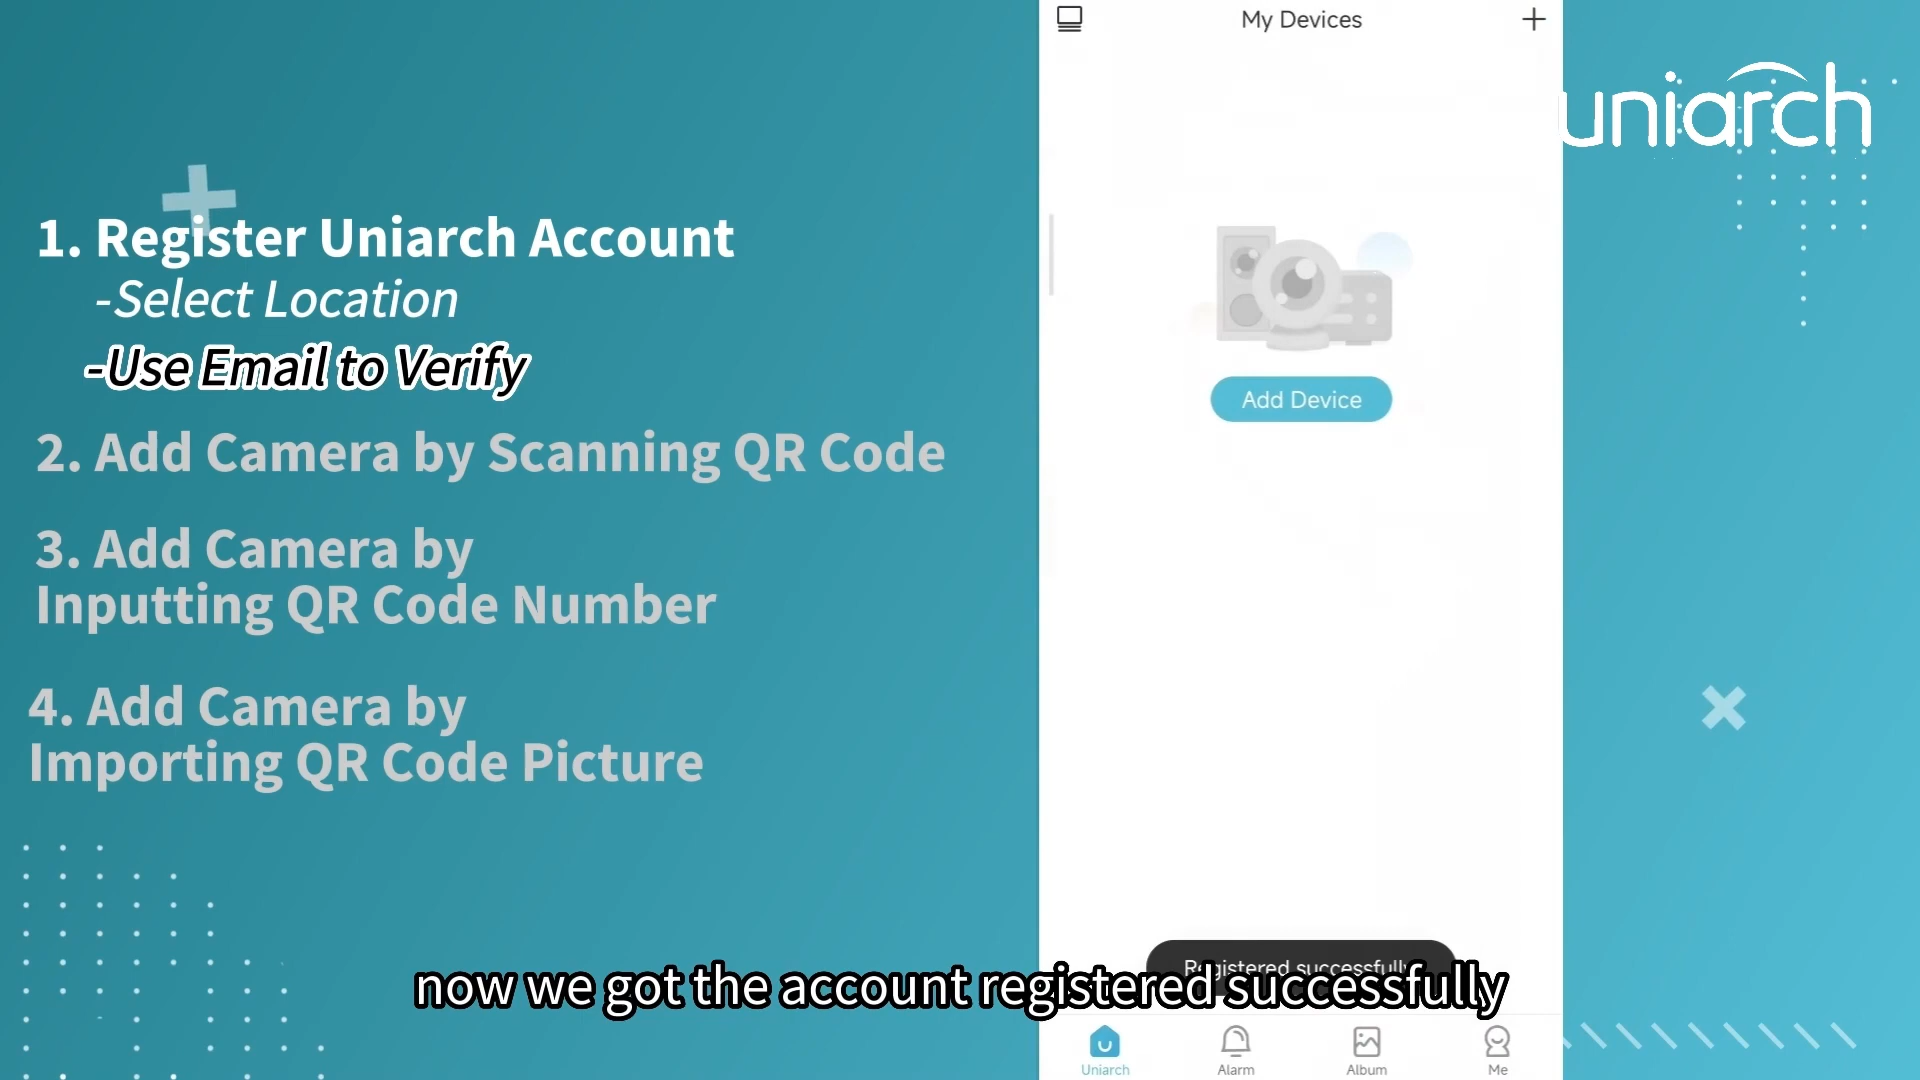 My Devices
uniarch
1. Register Uniarch Account
-Select Location
-Use Email to Verify
Add Device
2. Add Camera by Scanning QR Code
3. Add Camera by
Inputting QR Code Number
4. Add Camera by
Importing QR Code Picture
Registered successfully
now we got the account registered successfully
Uniarch
Alarm
Album
Me